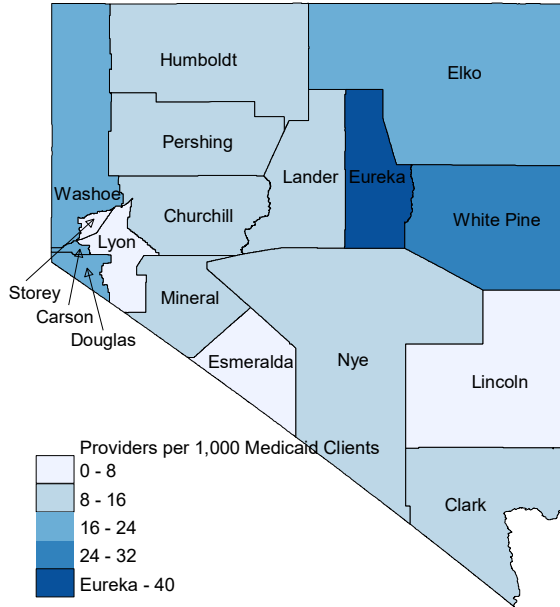 Humboldt
Elko
Pershing
Lander
Eureka
Washoe
Churchill
White Pine
Lyon
Storey
Mineral
Carson
Douglas
Esmeralda
Nye
Lincoln
Providers per 1,000 Medicaid Clients
0 - 8
8 - 16
16 - 24
24 - 32
Eureka - 40
Clark